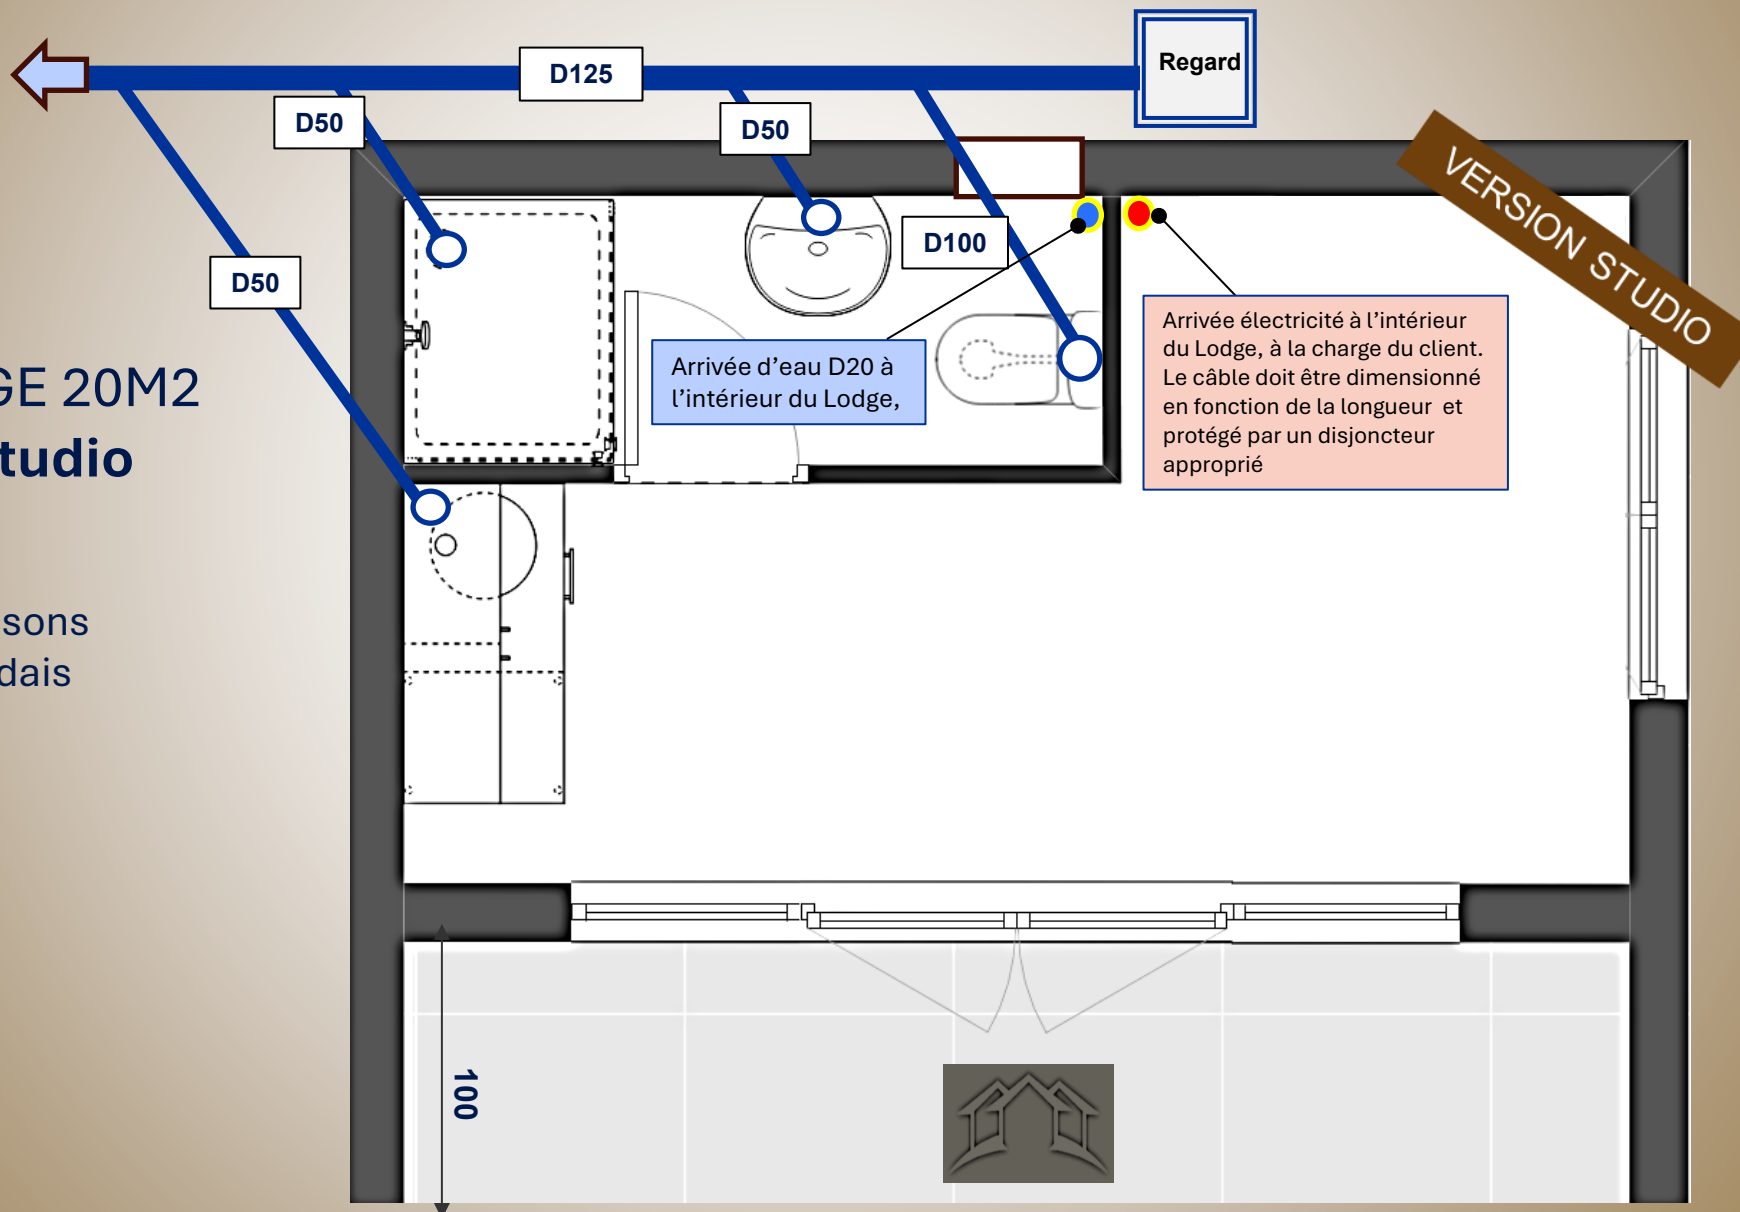 Regard
D125
D50
D50
D100
D50
VERSION STUDIO
Arrivée électricité à l’intérieur
du Lodge, à la charge du client.
Le câble doit être dimensionné
en fonction de la longueur et
protégé par un disjoncteur
approprié
Arrivée d’eau D20 à
l’intérieur du Lodge,
GE 20M2
tudio
sons
dais
100